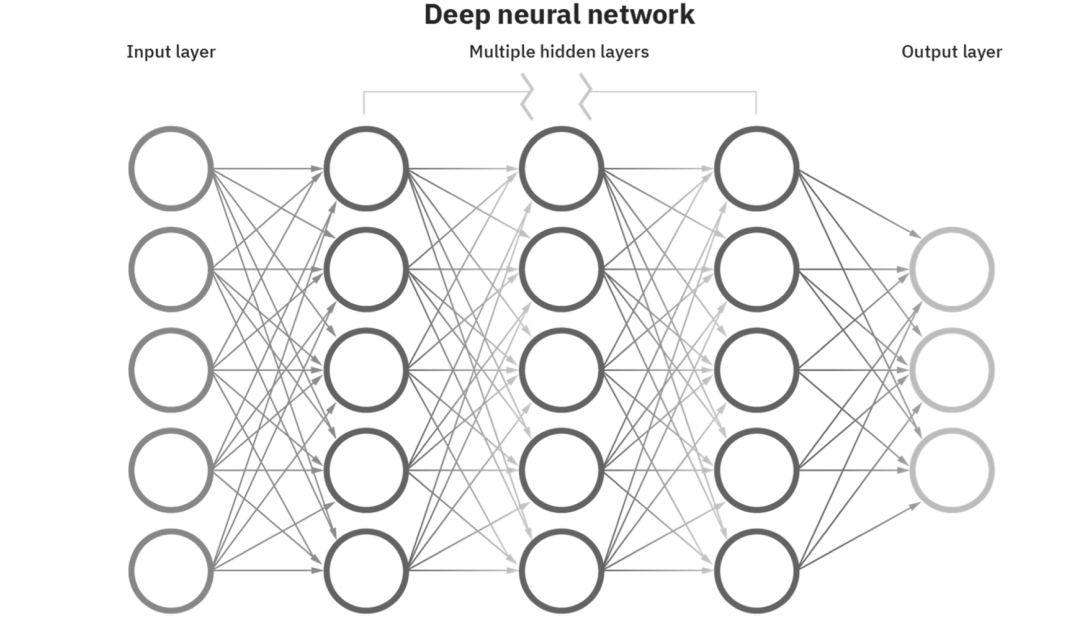 Deep neural network
Input layer
Multiple hidden layers
Output layer